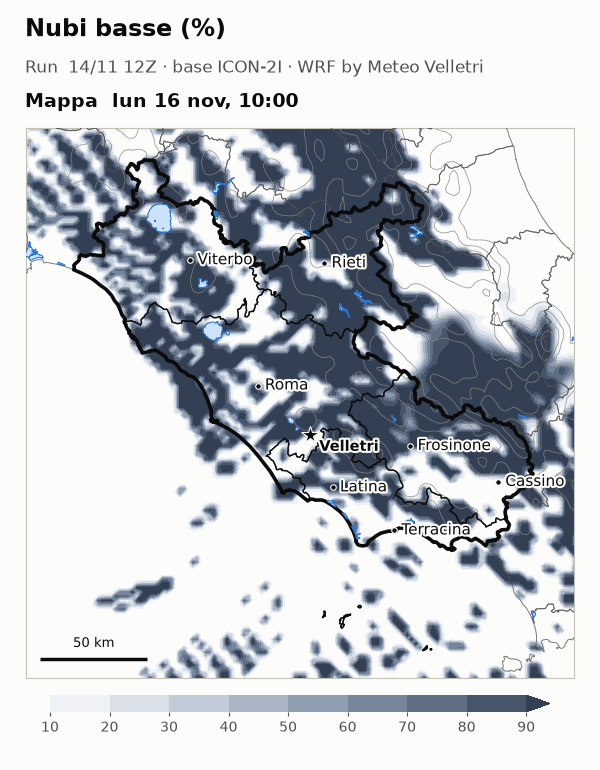 Nubi basse (%)
Run  14/11 12Z · base ICON-2I · WRF by Meteo Velletri
Mappa  lun 16 nov, 10:00
Viterbo
Rieti
Roma
Velletri
Frosinone
Latina
Cassino
Terracina
50 km
10 20 30 40 50 60 70 80 90